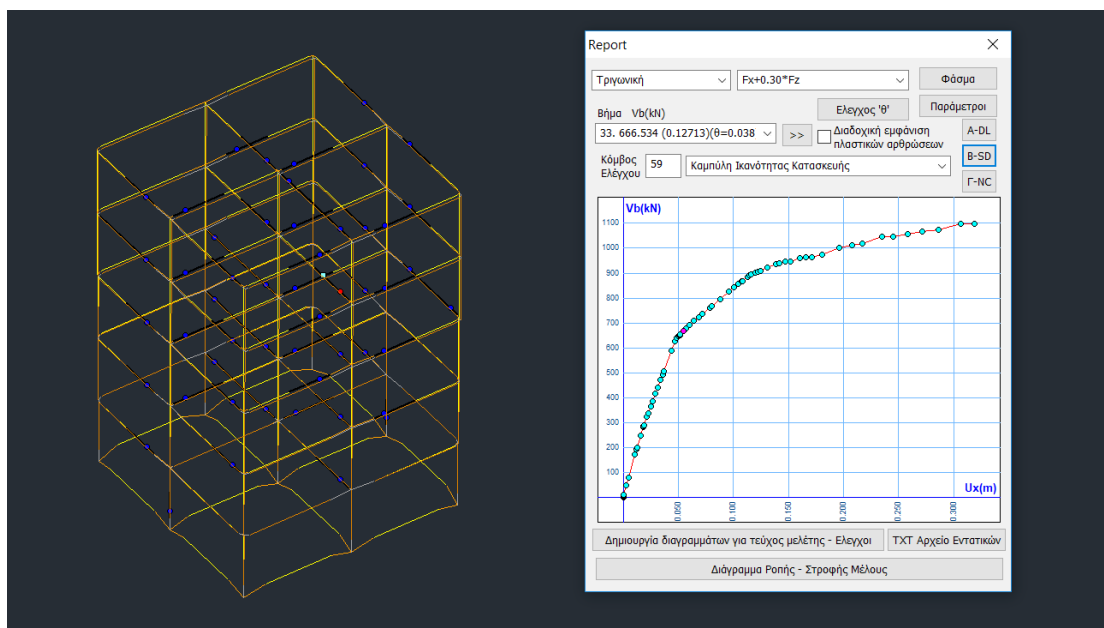 Report
Τριγωνική
Fx+0.30*Fz
Φάσμα
Βήμα Vb(kN)
Ελεγχος 'θ'
Παράμετροι
33. 666.534 (0.12713)(θ=0.038
>>
Διαδοχική εμφάνιση
πλαστικών αρθρώσεων
A-DL
B-SD
Γ-NC
Κόμβος
Ελέγχου
59
Καμπύλη Ικανότητας Κατασκευής
Vb(kN)
1100
1000
900
800
700
600
500
400
300
200
100
Ux(m)
0.050
0.100
0.150
0.200
0.250
0.300
Δημιουργία διαγραμμάτων για τεύχος μελέτης - Ελεγχοι
TXT Αρχείο Εντατικών
Διάγραμμα Ροπής - Στροφής Μέλους